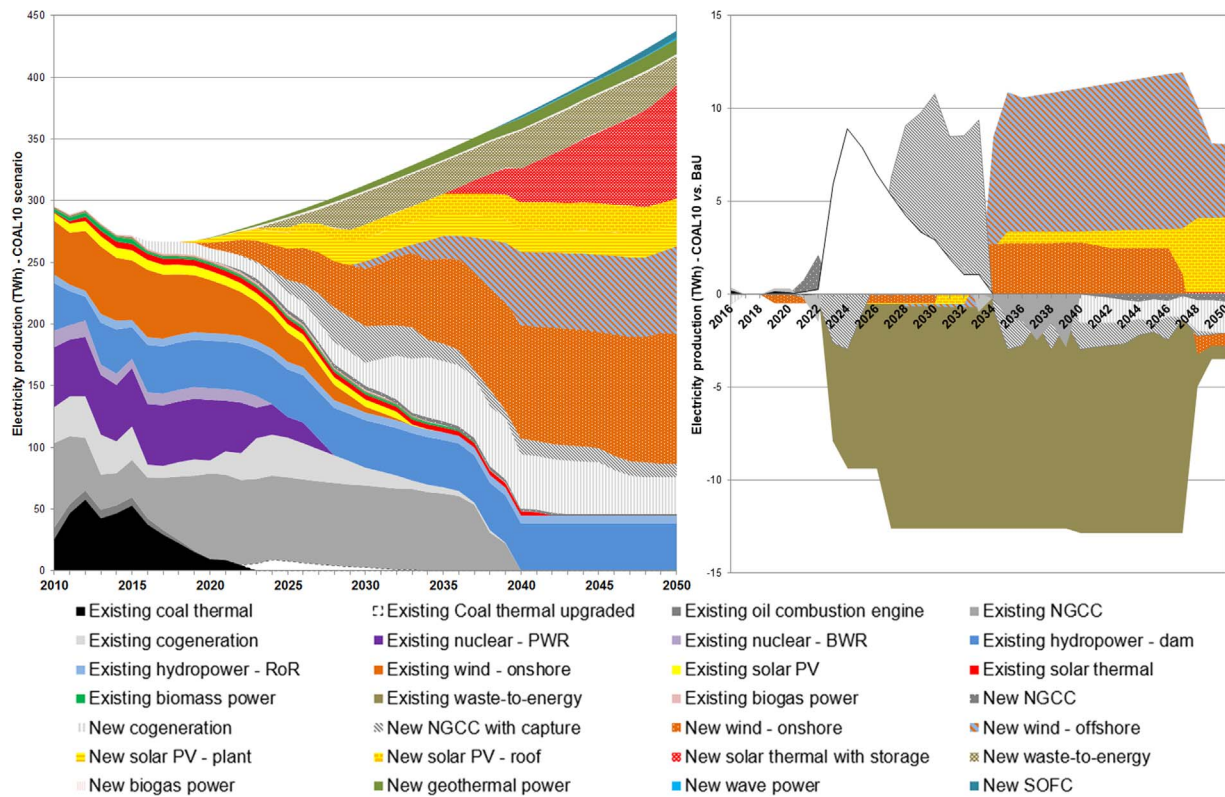 Electricity production (TWh) - COAL10 scenario
450
400
350
300
250
200
150
100
50
0
2010 2015 2020 2025 2030 2035 2040 2045 2050
Electricity production (TWh) - COAL10 vs. BaU
15
10
5
0
-5
-10
-15
2016 2018 2020 2022 2024 2026 2028 2030 2032 2034 2036 2038 2040 2042 2044 2046 2048 2050
Existing coal thermal Existing Coal thermal upgraded Existing oil combustion engine Existing NGCC
Existing cogeneration Existing nuclear - PWR Existing nuclear - BWR Existing hydropower - dam
Existing hydropower - RoR Existing wind - onshore Existing solar PV Existing solar thermal
Existing biomass power Existing waste-to-energy Existing biogas power New NGCC
New cogeneration New NGCC with capture New wind - onshore New wind - offshore
New solar PV - plant New solar PV - roof New solar thermal with storage New waste-to-energy
New biogas power New geothermal power New wave power New SOFC